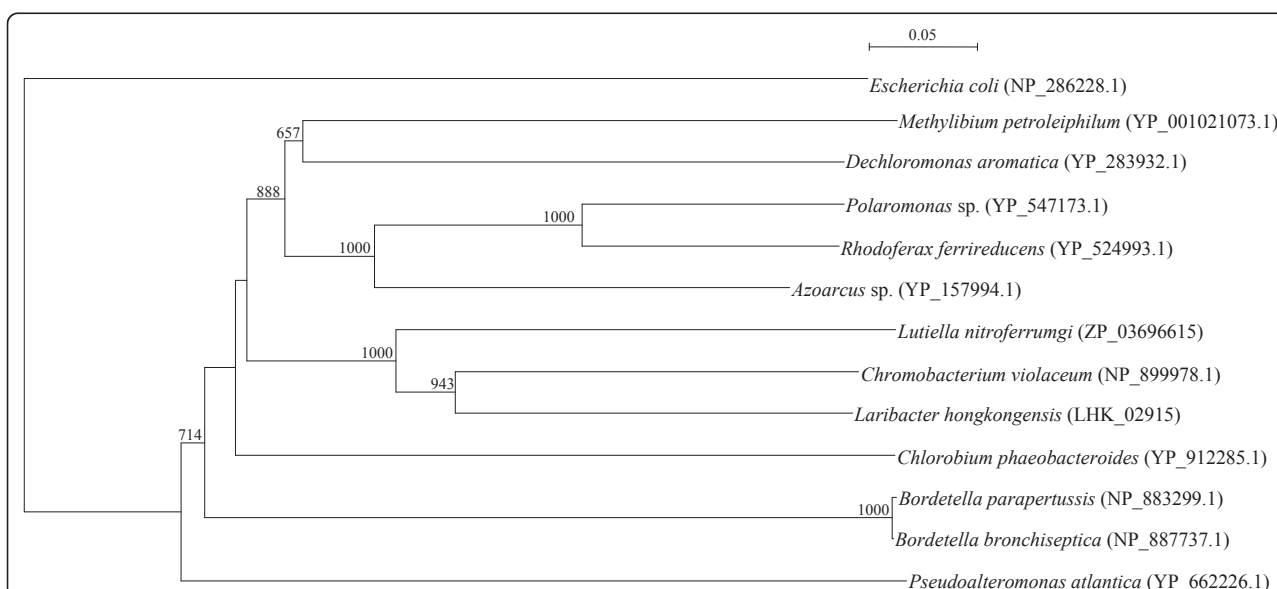 0.05
Escherichia coli (NP_286228.1)
657
Methylibium petroleiphilum (YP_001021073.1)
Dechloromonas aromatica (YP_283932.1)
888
Polaromonas sp. (YP_547173.1)
1000
Rhodoferax ferrireducens (YP_524993.1)
1000
Azoarcus sp. (YP_157994.1)
Lutiella nitroferrumgi (ZP_03696615)
1000
Chromobacterium violaceum (NP_899978.1)
943
Laribacter hongkongensis (LHK_02915)
714
Chlorobium phaeobacteroides (YP_912285.1)
Bordetella parapertussis (NP_883299.1)
1000
Bordetella bronchiseptica (NP_887737.1)
Pseudoalteromonas atlantica (YP_662226.1)